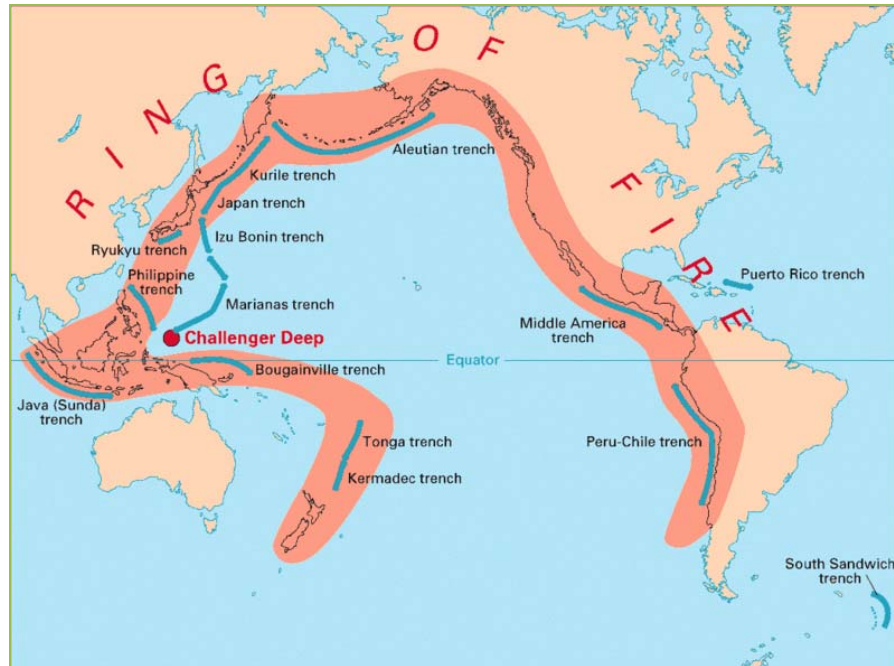 RING OF FIRE
Aleutian trench
Kurile trench
Japan trench
Izu Bonin trench
Ryukyu trench
Philippine
trench
Marianas trench
Challenger Deep
Puerto Rico trench
Middle America
trench
Equator
Bougainville trench
Java (Sunda)
trench
Tonga trench
Kermadec trench
Peru-Chile trench
South Sandwich
trench